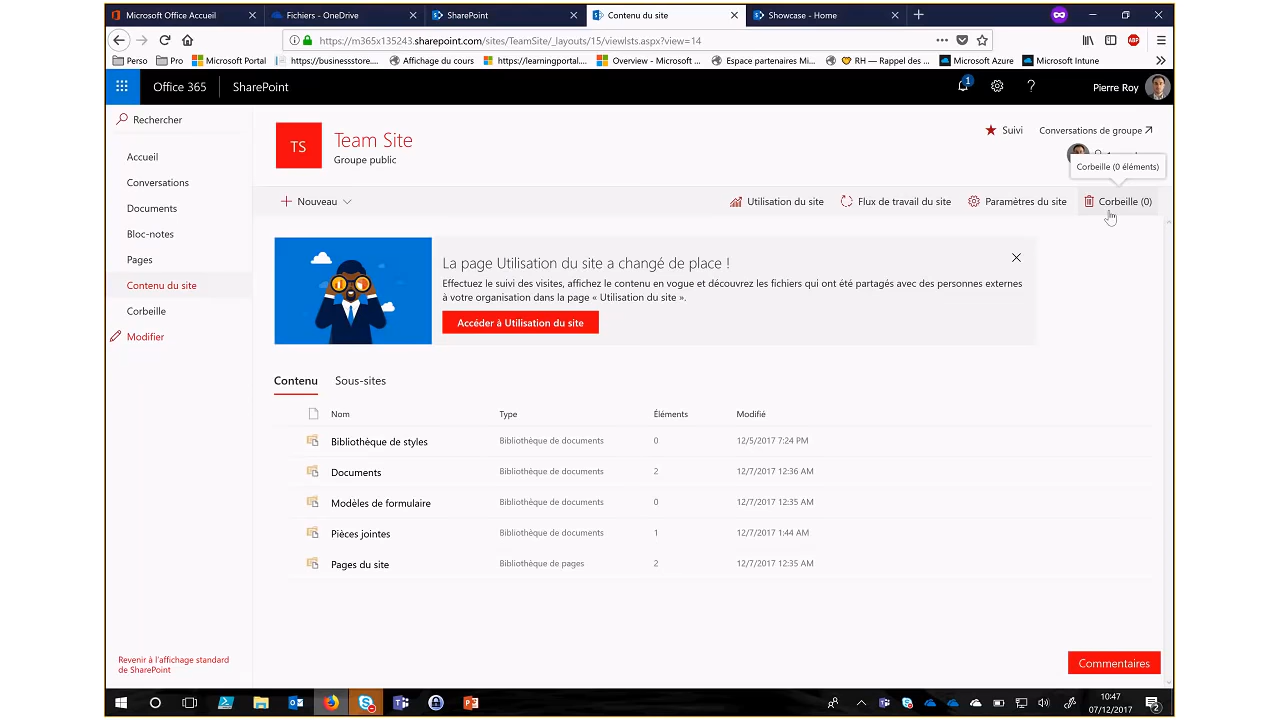 Microsoft Office Accueil
Fichiers - OneDrive
SharePoint
Contenu du site
Showcase - Home
https://m365x135243.sharepoint.com/sites/TeamSite/_layouts/15/viewlsts.aspx?view=14
Perso
Pro
Microsoft Portal
https://businessstore....
Affichage du cours
https://learningportal....
Overview - Microsoft ...
Espace partenaires Mi...
RH — Rappel des ...
Microsoft Azure
Microsoft Intune
Office 365
SharePoint
1
?
Pierre Roy
Rechercher
Accueil
Conversations
Documents
Bloc-notes
Pages
Contenu du site
Corbeille
Modifier
TS
Team Site
Groupe public
Suivi
Conversations de groupe
Corbeille (0 éléments)
Nouveau
Utilisation du site
Flux de travail du site
Paramètres du site
Corbeille (0)
La page Utilisation du site a changé de place !
Effectuez le suivi des visites, affichez le contenu en vogue et découvrez les fichiers qui ont été partagés avec des personnes externes
à votre organisation dans la page « Utilisation du site ».
Accéder à Utilisation du site
Contenu
Sous-sites
Nom Type Éléments Modifié
Bibliothèque de styles Bibliothèque de documents 0 12/5/2017 7:24 PM
Documents Bibliothèque de documents 2 12/7/2017 12:36 AM
Modèles de formulaire Bibliothèque de documents 0 12/7/2017 12:35 AM
Pièces jointes Bibliothèque de documents 1 12/7/2017 1:44 AM
Pages du site Bibliothèque de pages 2 12/7/2017 12:35 AM
Revenir à l'affichage standard
de SharePoint
Commentaires
10:47
07/12/2017
2